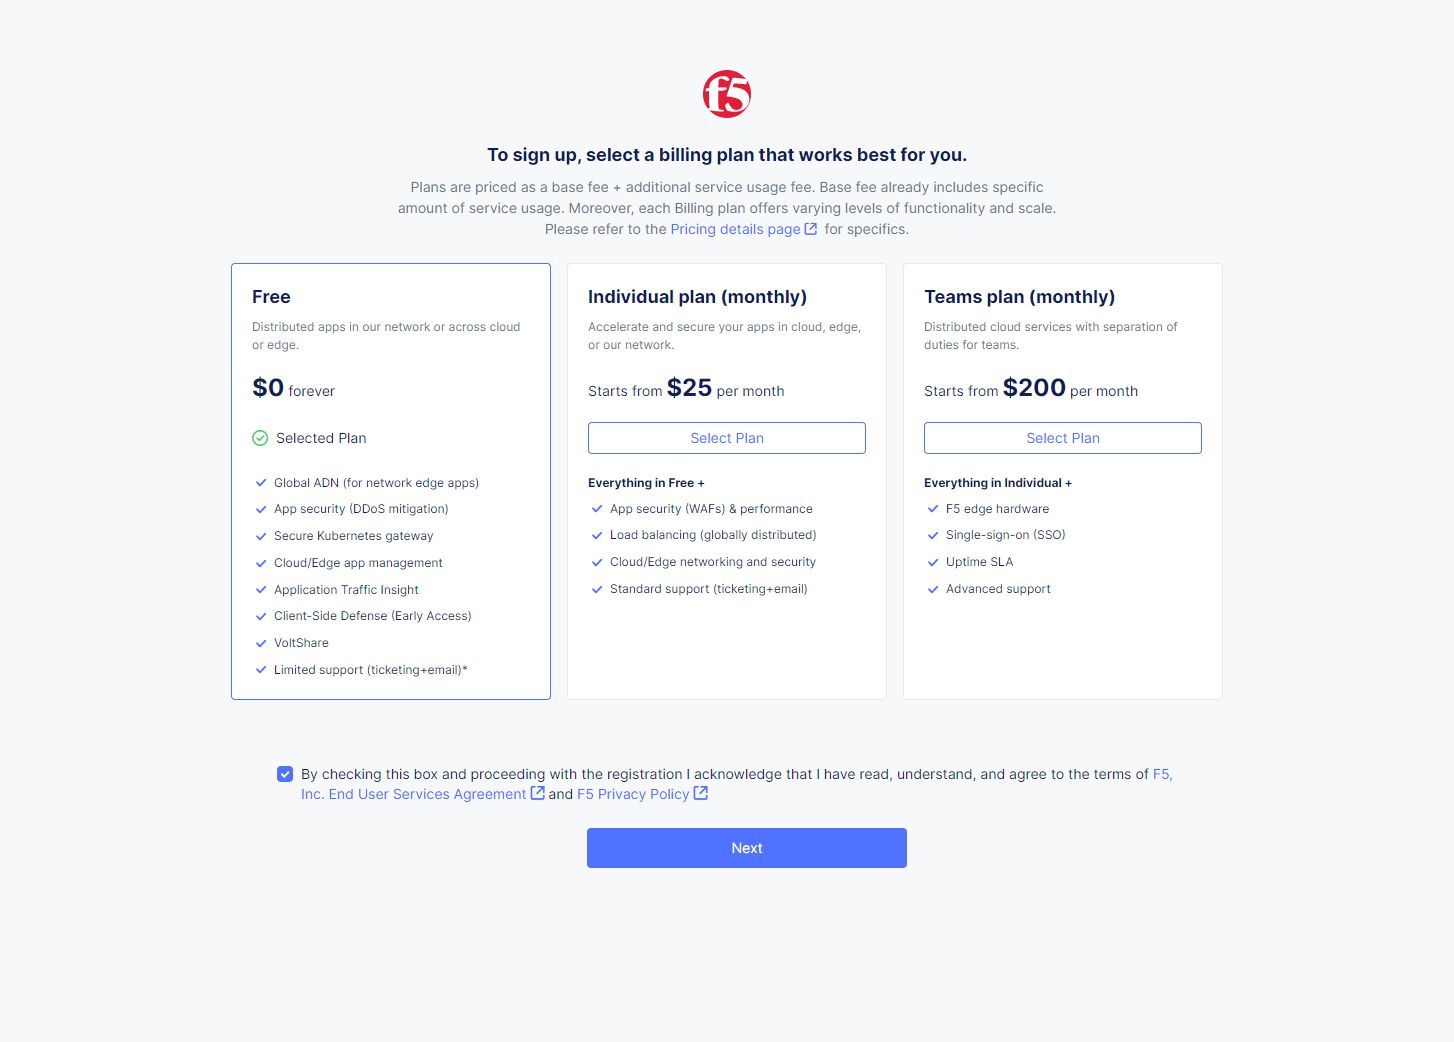 f5
To sign up, select a billing plan that works best for you.
Plans are priced as a base fee + additional service usage fee. Base fee already includes specific
amount of service usage. Moreover, each Billing plan offers varying levels of functionality and scale.
Please refer to the Pricing details page for specifics.
Free
Distributed apps in our network or across cloud
or edge.
$0 forever
Selected Plan
Global ADN (for network edge apps)
App security (DDoS mitigation)
Secure Kubernetes gateway
Cloud/Edge app management
Application Traffic Insight
Client-Side Defense (Early Access)
VoltShare
Limited support (ticketing+email)*
Individual plan (monthly)
Accelerate and secure your apps in cloud, edge,
or our network.
Starts from $25 per month
Select Plan
Everything in Free +
App security (WAFs) & performance
Load balancing (globally distributed)
Cloud/Edge networking and security
Standard support (ticketing+email)
Teams plan (monthly)
Distributed cloud services with separation of
duties for teams.
Starts from $200 per month
Select Plan
Everything in Individual +
F5 edge hardware
Single-sign-on (SSO)
Uptime SLA
Advanced support
By checking this box and proceeding with the registration I acknowledge that I have read, understand, and agree to the terms of F5,
Inc. End User Services Agreement and F5 Privacy Policy
Next